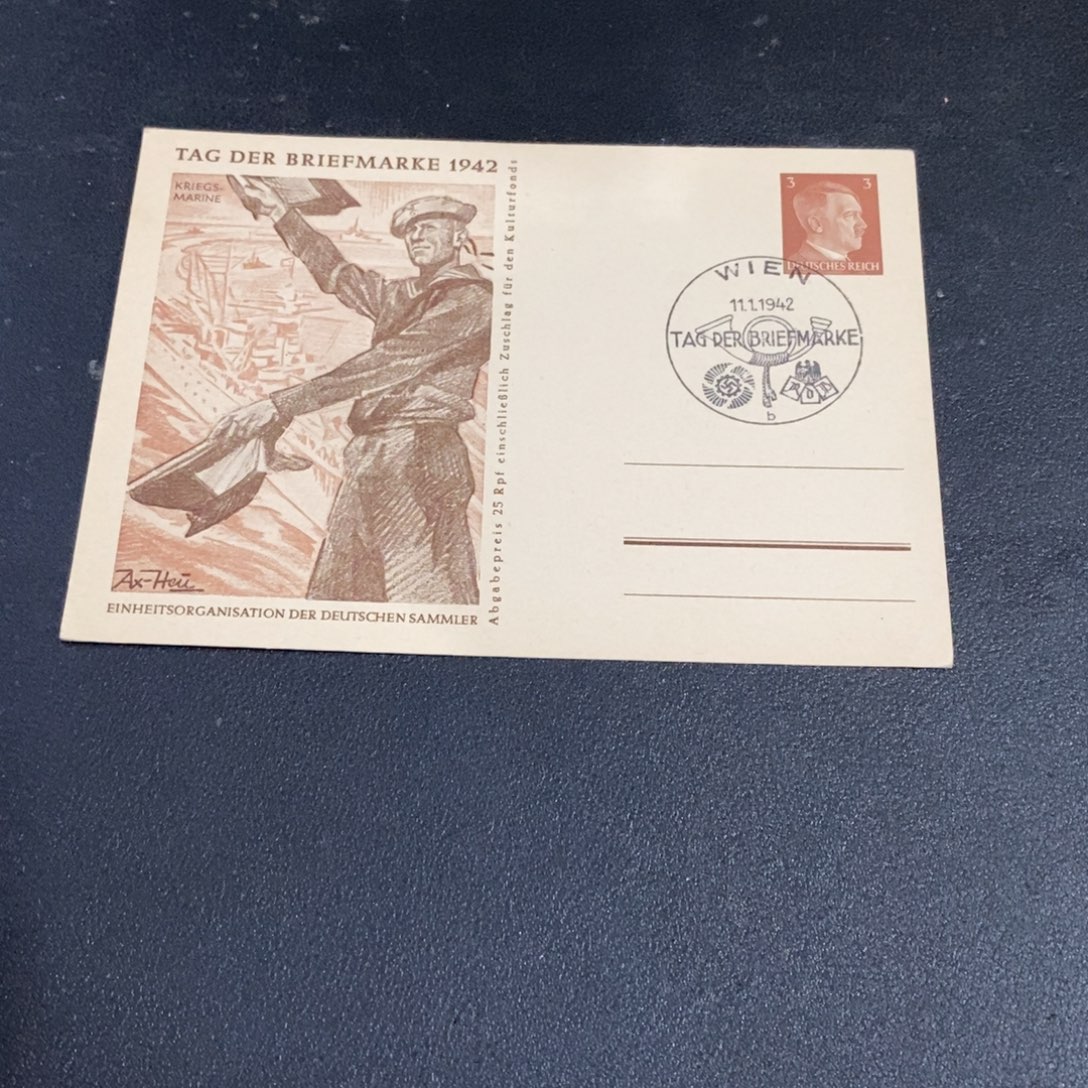 TAG DER BRIEFMARKE 1942
KRIEGS-
MARINE
Ax-Heu
EINHEITSORGANISATION DER DEUTSCHEN SAMMLER
Abgabepreis 25 Rpf einschließlich Zuschlag für den Kulturfonds
3 3
DEUTSCHES REICH
WIEN
11.1.1942
TAG DER BRIEFMARKE
b